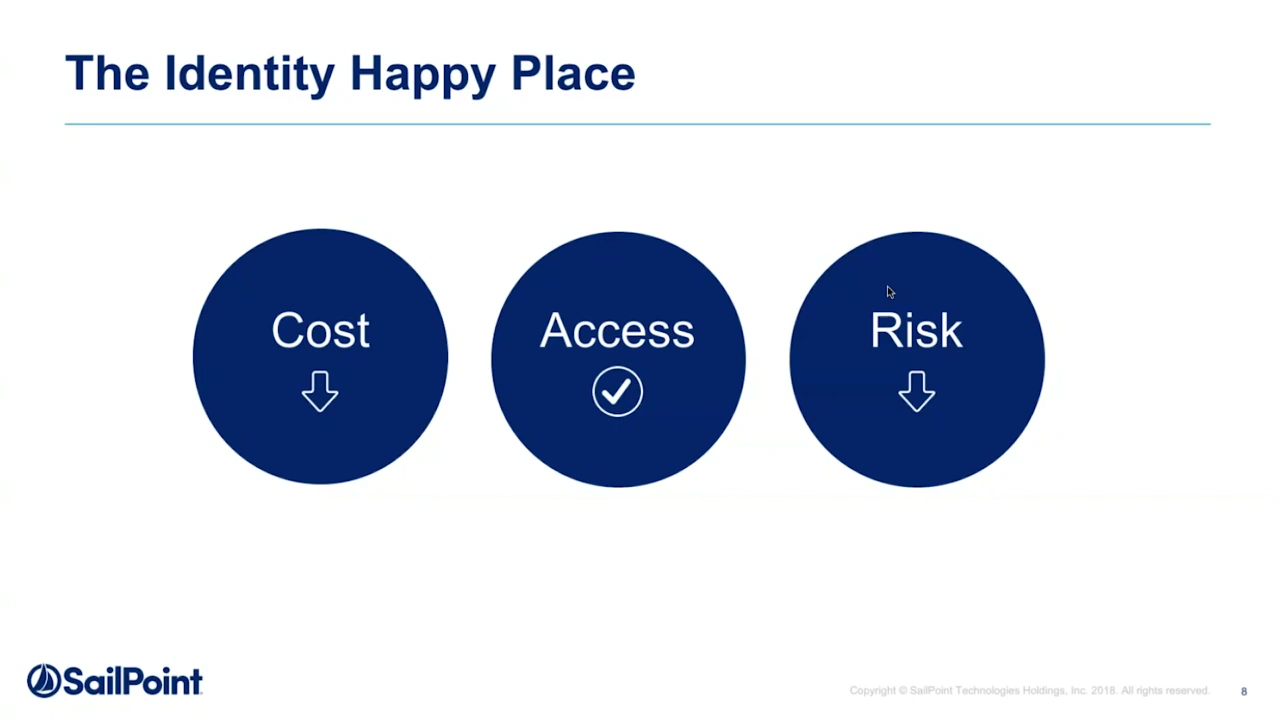 The Identity Happy Place
Cost
Access
Risk
SailPoint
Copyright © SailPoint Technologies Holdings, Inc. 2018. All rights reserved.
8